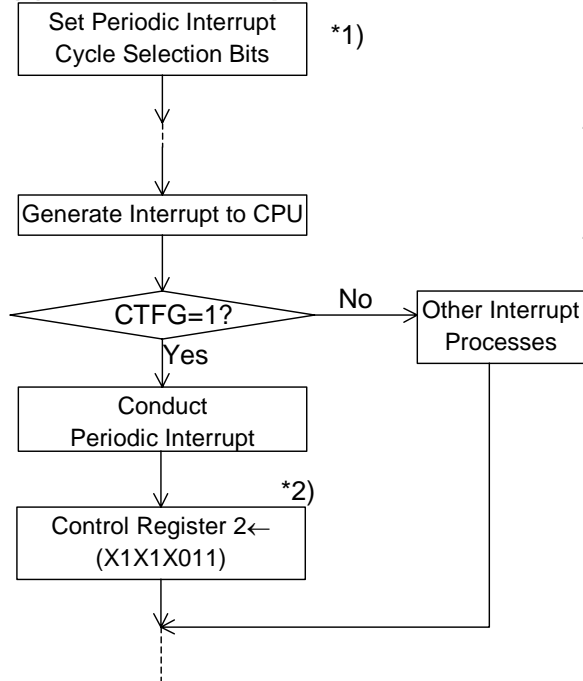 Set Periodic Interrupt
Cycle Selection Bits
*1)
Generate Interrupt to CPU
CTFG=1?
No
Yes
Other Interrupt
Processes
Conduct
Periodic Interrupt
*2)
Control Register 2←
(X1X1X011)